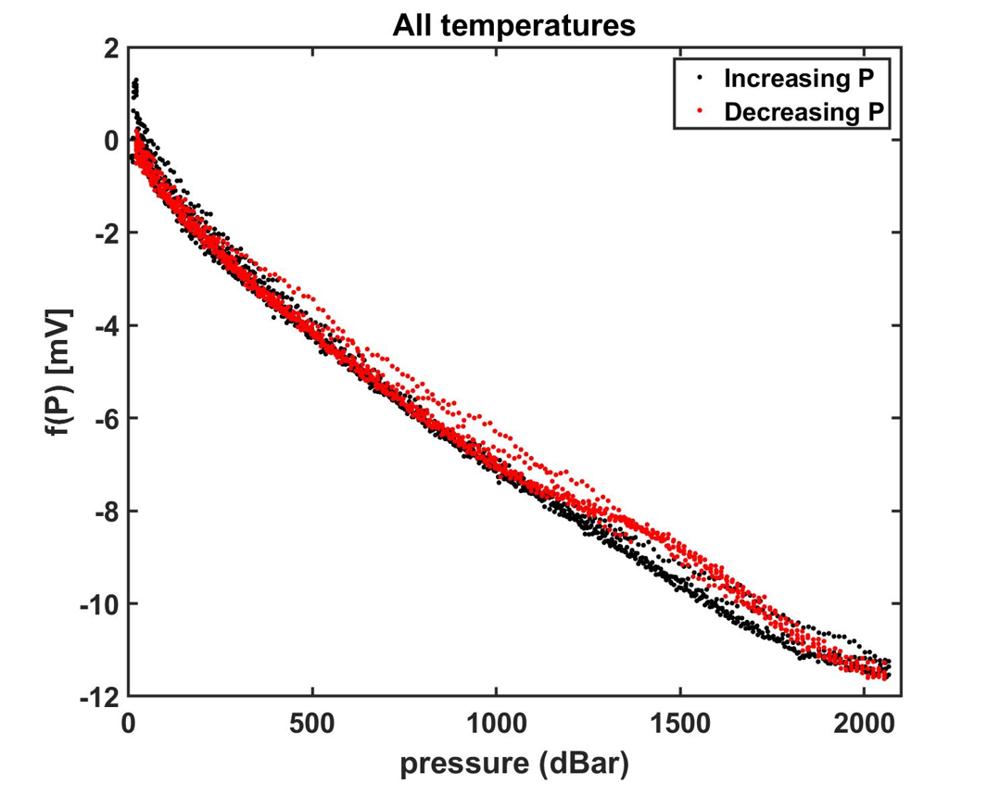 All temperatures
Increasing P
Decreasing P
f(P) [mV]
2
0
-2
-4
-6
-8
-10
-12
0 500 1000 1500 2000
pressure (dBar)